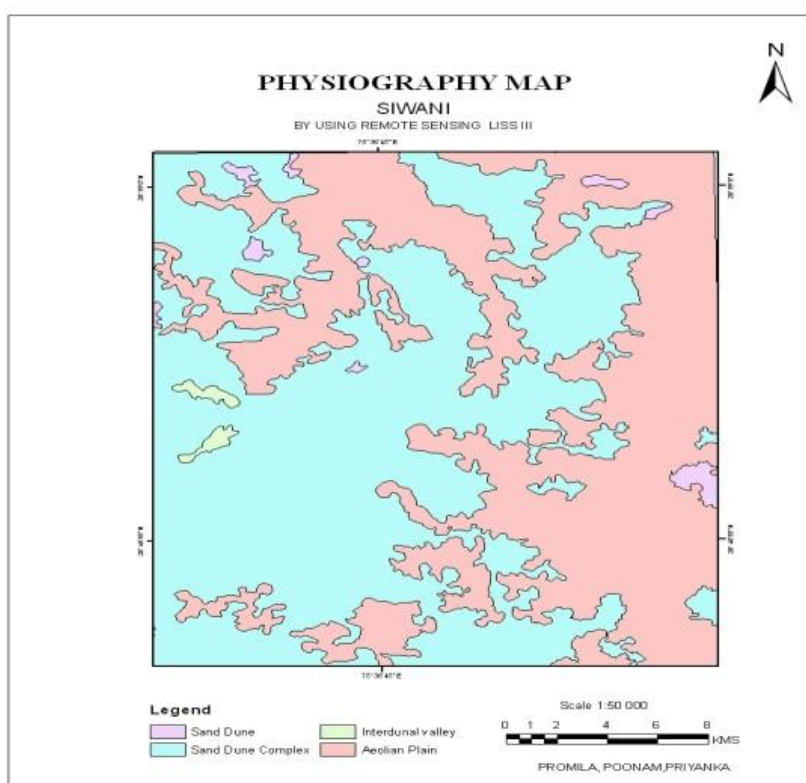 N
PHYSIOGRAPHY MAP
SIWANI
BY USING REMOTE SENSING LISS III
Legend
Sand Dune
Interdunal valley
Sand Dune Complex
Aeolian Plain
Scale 1:50 000
0 1 2 4 6 8
KMS
PROMILA, POONAM,PRIYANKA